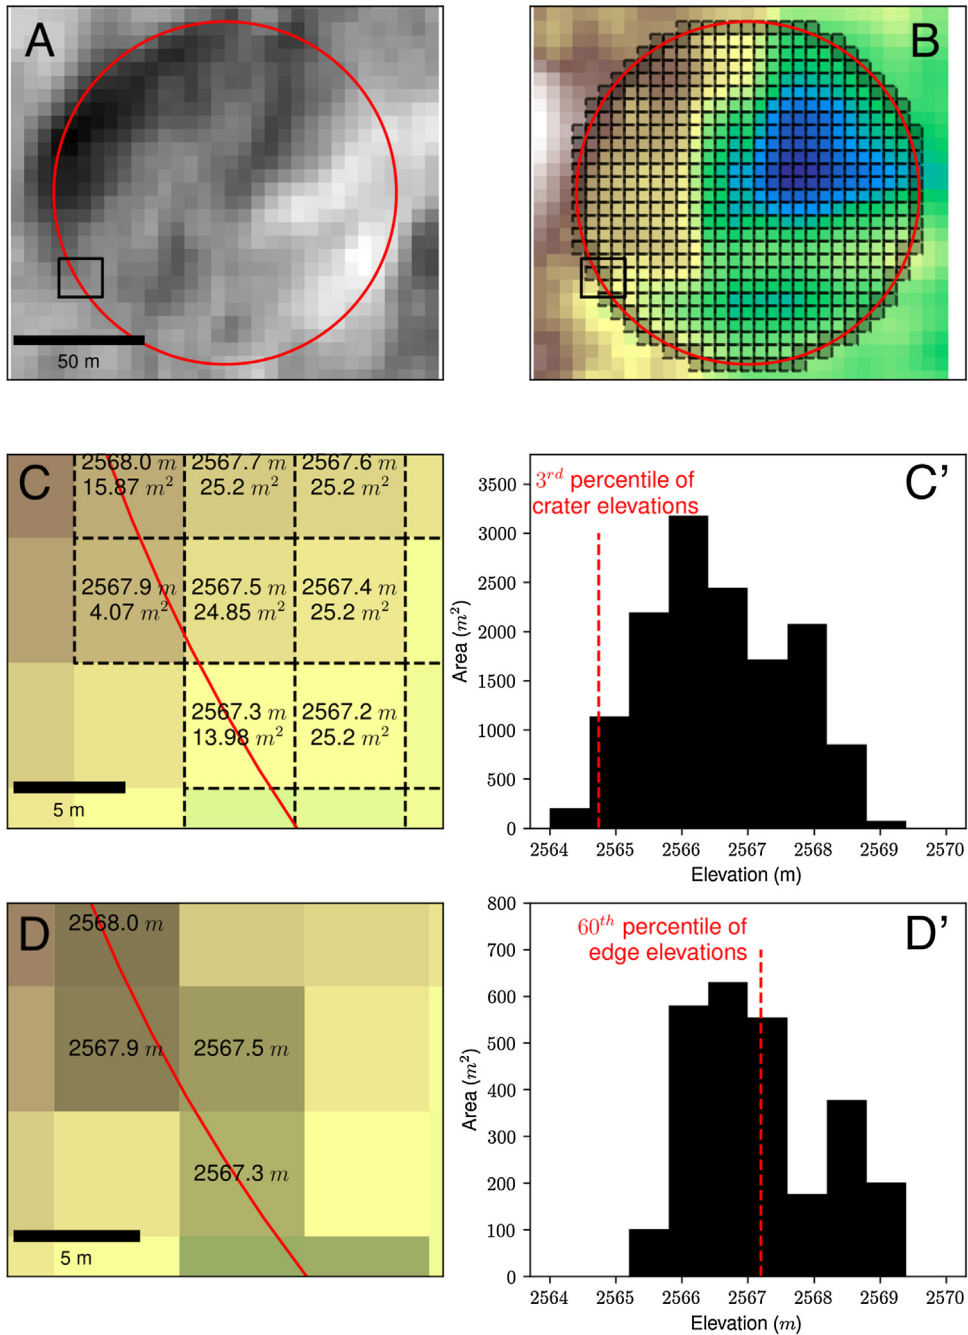 A
50 m
B
C
2568.0 m 2567.7 m 2567.6 m
15.87 m² 25.2 m² 25.2 m²
2567.9 m 2567.5 m 2567.4 m
4.07 m² 24.85 m² 25.2 m²
2567.3 m 2567.2 m
13.98 m² 25.2 m²
5 m
C’
3rd percentile of
crater elevations
Area (m²)
3500
3000
2500
2000
1500
1000
500
0
2564 2565 2566 2567 2568 2569 2570
Elevation (m)
D
2568.0 m
2567.9 m 2567.5 m
2567.3 m
5 m
D’
60th percentile of
edge elevations
Area (m²)
800
700
600
500
400
300
200
100
0
2564 2565 2566 2567 2568 2569 2570
Elevation (m)